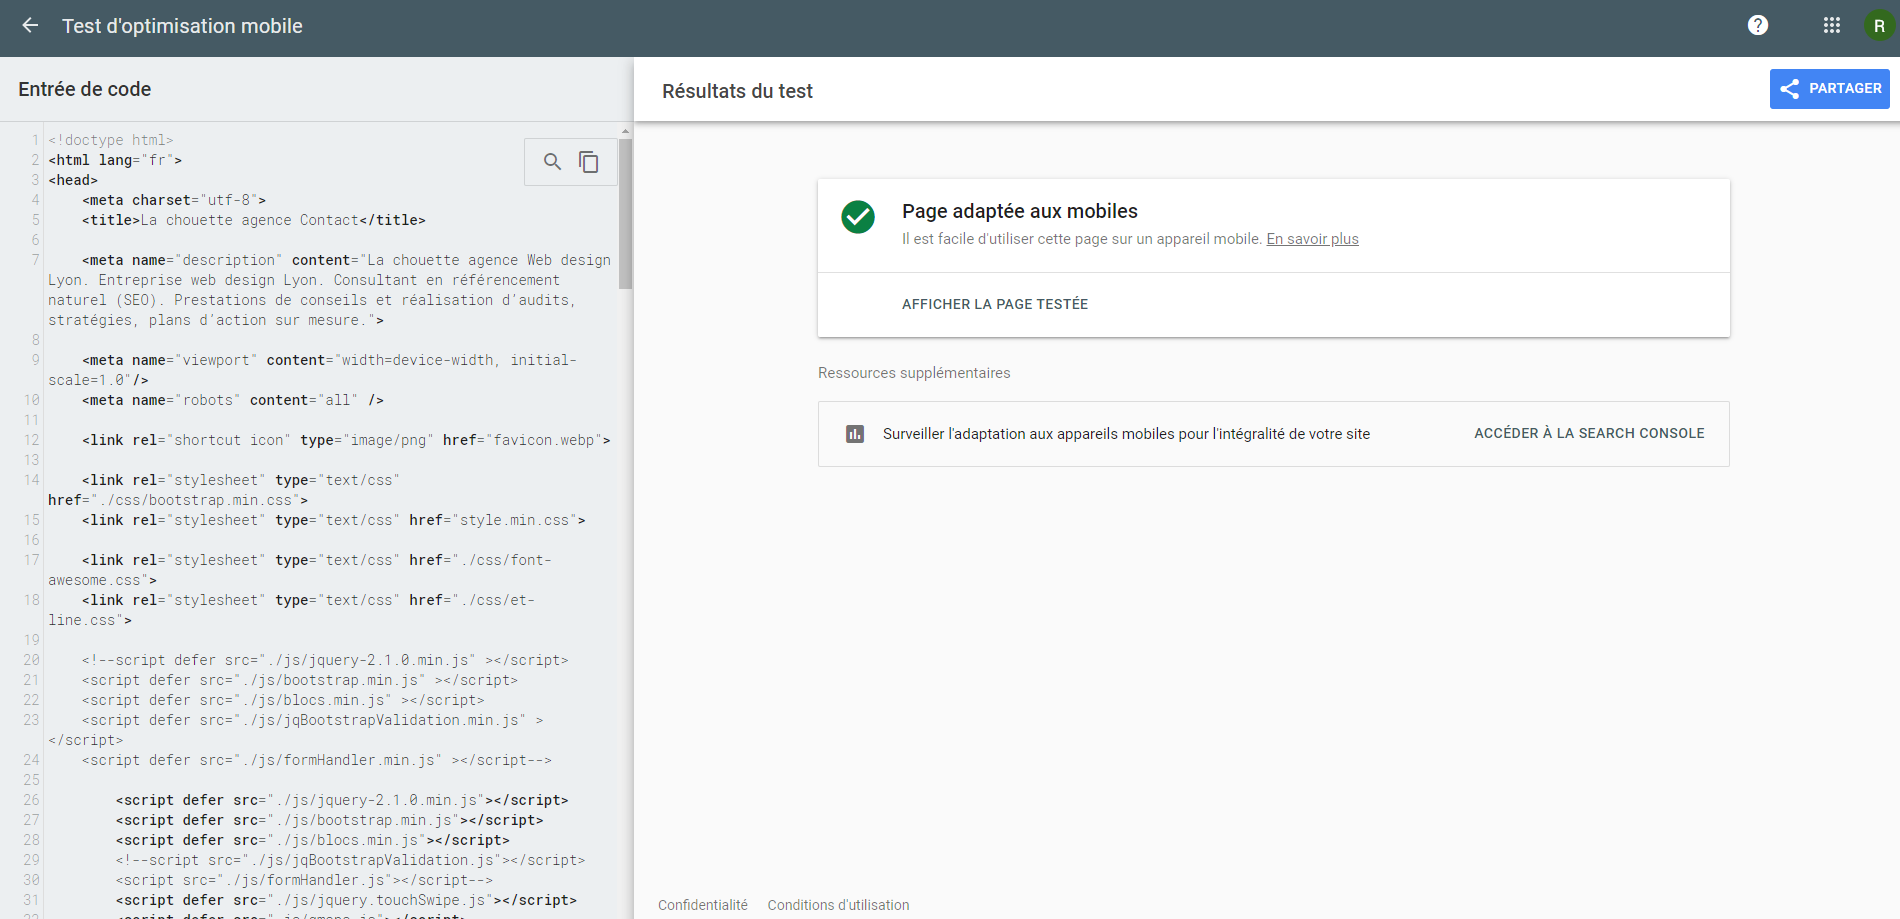 Test d'optimisation mobile
R
Entrée de code
Résultats du test
PARTAGER
1 <!doctype html>
2 <html lang="fr">
3 <head>
4 <meta charset="utf-8">
5 <title>La chouette agence Contact</title>
6
7 <meta name="description" content="La chouette agence Web design
Lyon. Entreprise web design Lyon. Consultant en référencement
naturel (SEO). Prestations de conseils et réalisation d'audits,
stratégies, plans d'action sur mesure.">
8
9 <meta name="viewport" content="width=device-width, initial-
scale=1.0"/>
10 <meta name="robots" content="all" />
11
12 <link rel="shortcut icon" type="image/png" href="favicon.webp">
13
14 <link rel="stylesheet" type="text/css"
href="./css/bootstrap.min.css">
15 <link rel="stylesheet" type="text/css" href="style.min.css">
16
17 <link rel="stylesheet" type="text/css" href="./css/font-
awesome.css">
18 <link rel="stylesheet" type="text/css" href="./css/et-
line.css">
19
20 <!--script defer src="./js/jquery-2.1.0.min.js" ></script>
21 <script defer src="./js/bootstrap.min.js" ></script>
22 <script defer src="./js/blocs.min.js" ></script>
23 <script defer src="./js/jqBootstrapValidation.min.js" >
</script>
24 <script defer src="./js/formHandler.min.js" ></script-->
25
26 <script defer src="./js/jquery-2.1.0.min.js"></script>
27 <script defer src="./js/bootstrap.min.js"></script>
28 <script defer src="./js/blocs.min.js"></script>
29 <!--script src="./js/jqBootstrapValidation.js"></script>
30 <script src="./js/formHandler.js"></script-->
31 <script defer src="./js/jquery.touchSwipe.js"></script>
Page adaptée aux mobiles
Il est facile d'utiliser cette page sur un appareil mobile. En savoir plus
AFFICHER LA PAGE TESTÉE
Ressources supplémentaires
Surveiller l'adaptation aux appareils mobiles pour l'intégralité de votre site
ACCÉDER À LA SEARCH CONSOLE
Confidentialité Conditions d'utilisation